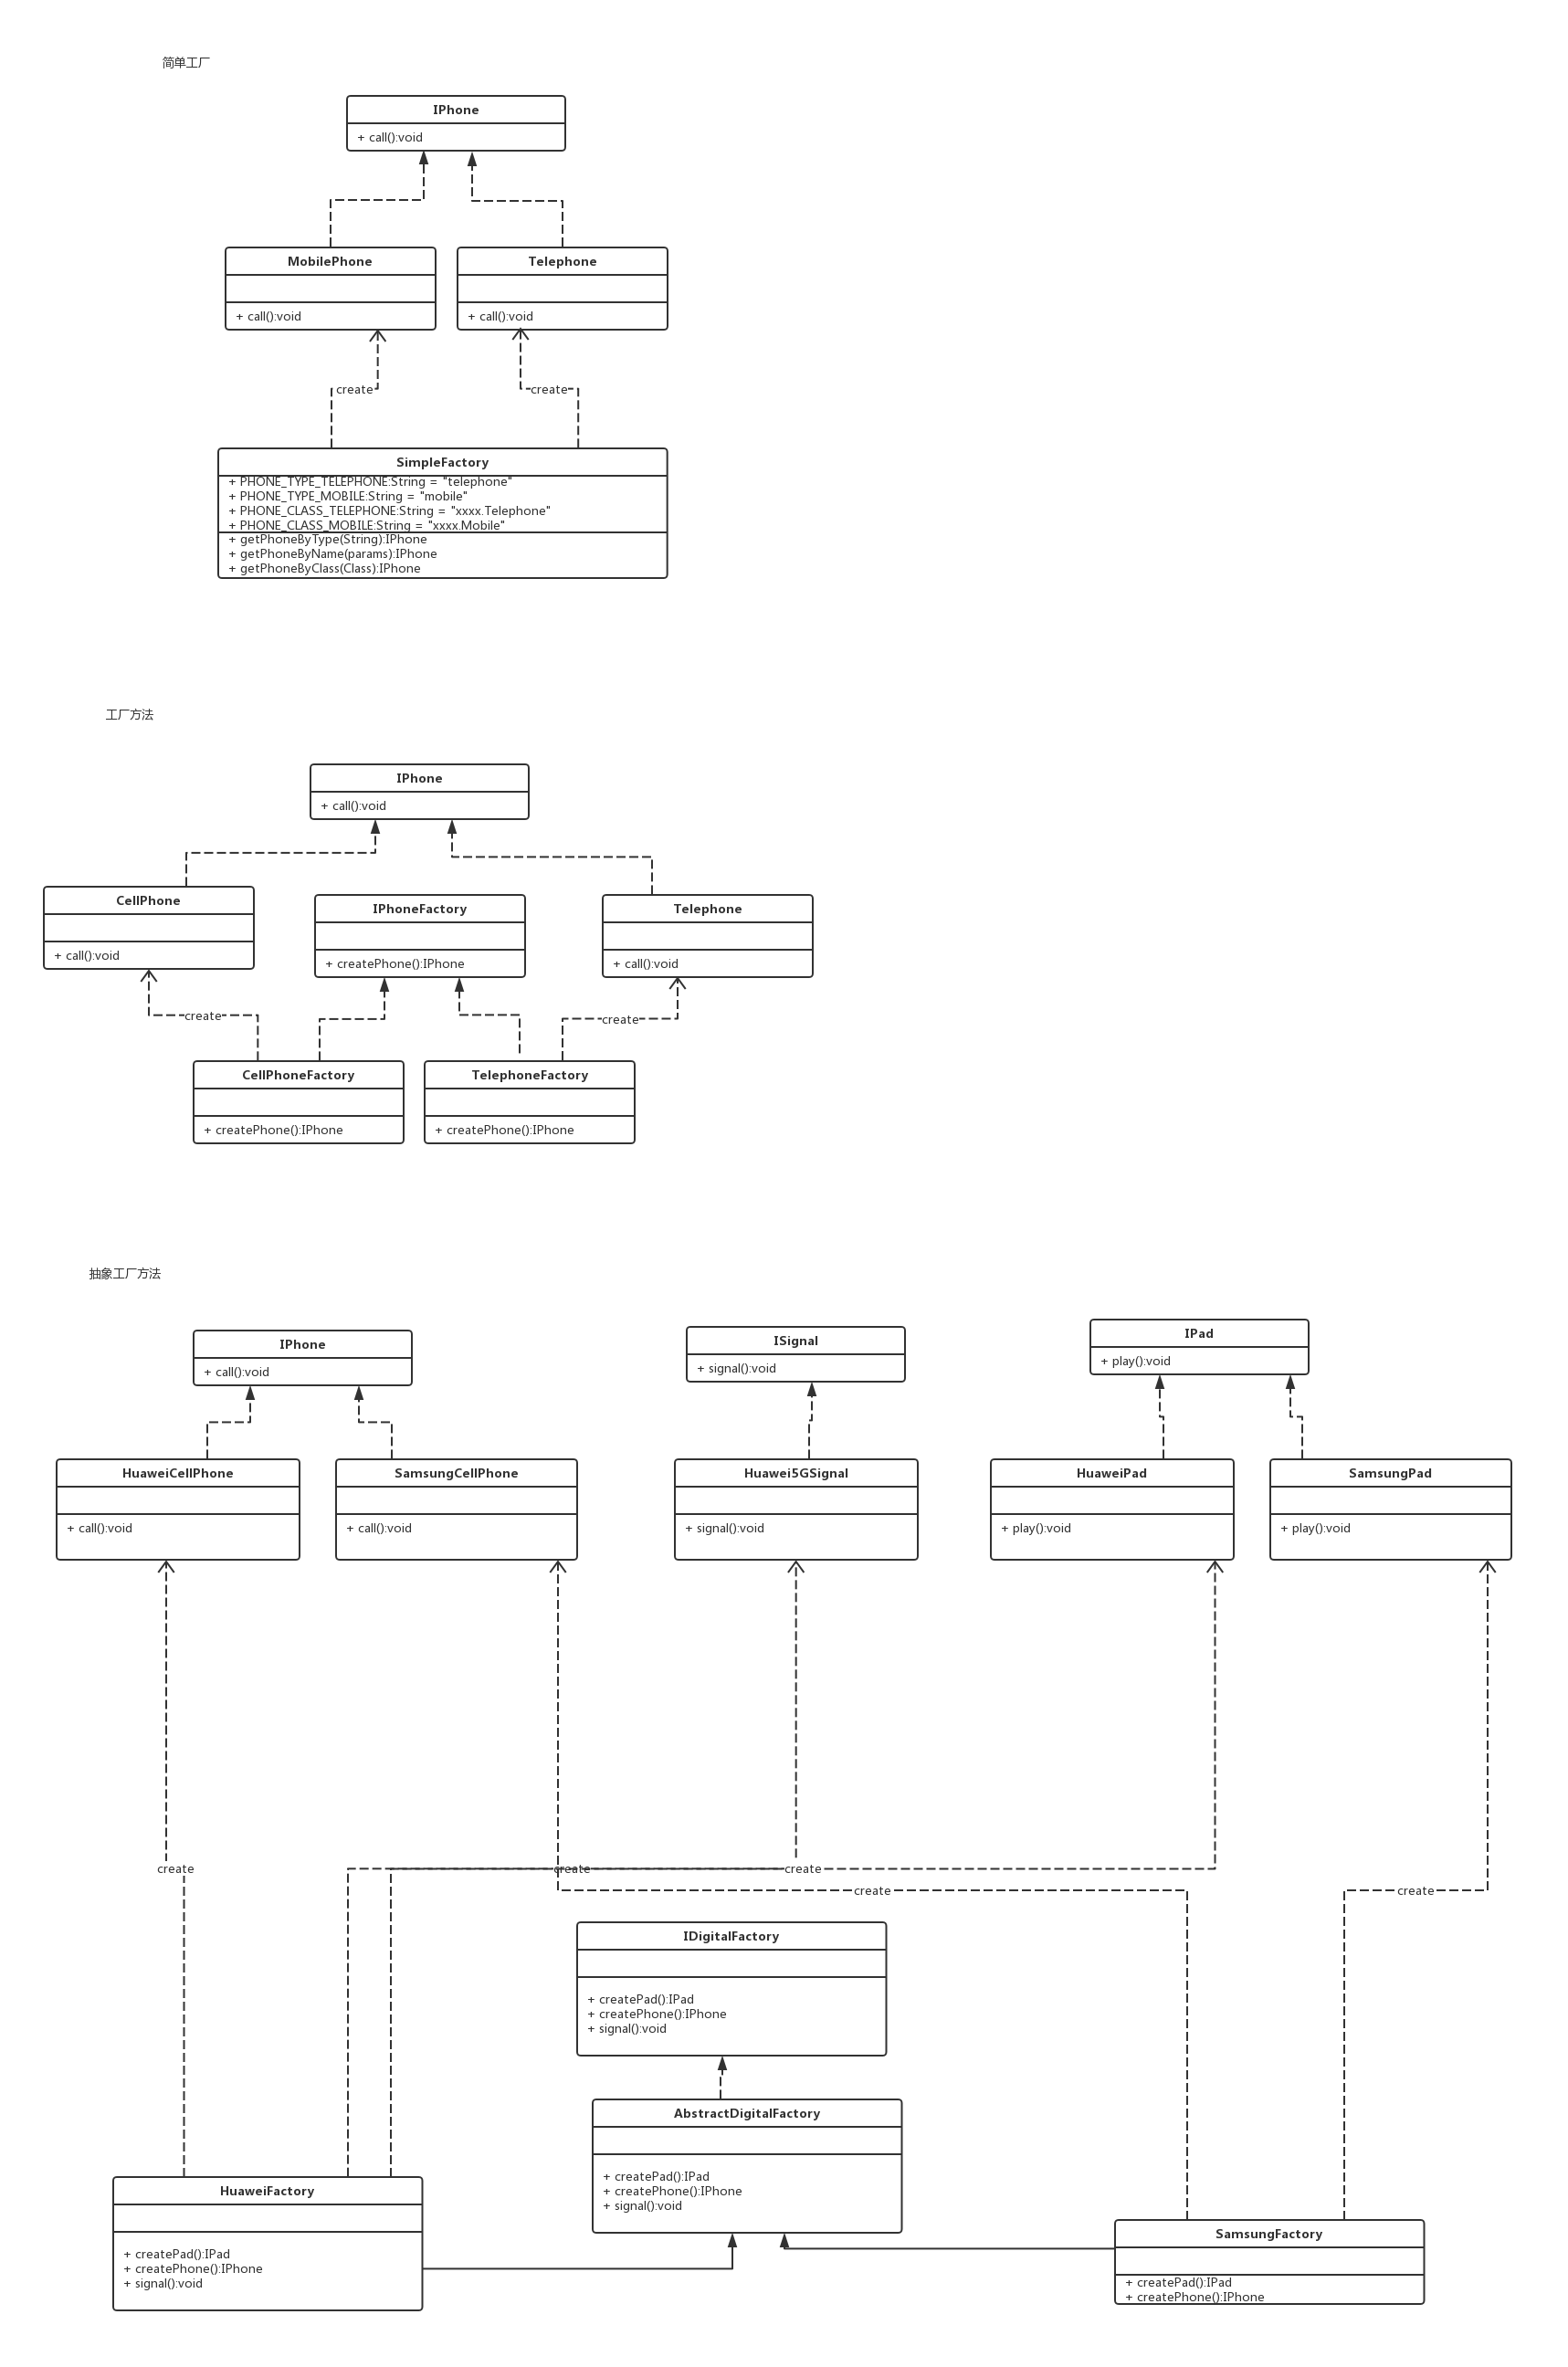 简单工厂
IPhone
+ call():void
MobilePhone
Telephone
+ call():void
+ call():void
create
create
SimpleFactory
+ PHONE_TYPE_TELEPHONE:String = "telephone"
+ PHONE_TYPE_MOBILE:String = "mobile"
+ PHONE_CLASS_TELEPHONE:String = "xxxx.Telephone"
+ PHONE_CLASS_MOBILE:String = "xxxx.Mobile"
+ getPhoneByType(String):IPhone
+ getPhoneByName(params):IPhone
+ getPhoneByClass(Class):IPhone
工厂方法
IPhone
+ call():void
CellPhone
IPhoneFactory
Telephone
+ call():void
+ createPhone():IPhone
+ call():void
create
create
CellPhoneFactory
TelephoneFactory
+ createPhone():IPhone
+ createPhone():IPhone
抽象工厂方法
IPhone
+ call():void
ISignal
+ signal():void
IPad
+ play():void
HuaweiCellPhone
SamsungCellPhone
Huawei5GSignal
HuaweiPad
SamsungPad
+ call():void
+ call():void
+ signal():void
+ play():void
+ play():void
create
create
create
create
create
IDigitalFactory
+ createPad():IPad
+ createPhone():IPhone
+ signal():void
AbstractDigitalFactory
+ createPad():IPad
+ createPhone():IPhone
+ signal():void
HuaweiFactory
+ createPad():IPad
+ createPhone():IPhone
+ signal():void
SamsungFactory
+ createPad():IPad
+ createPhone():IPhone